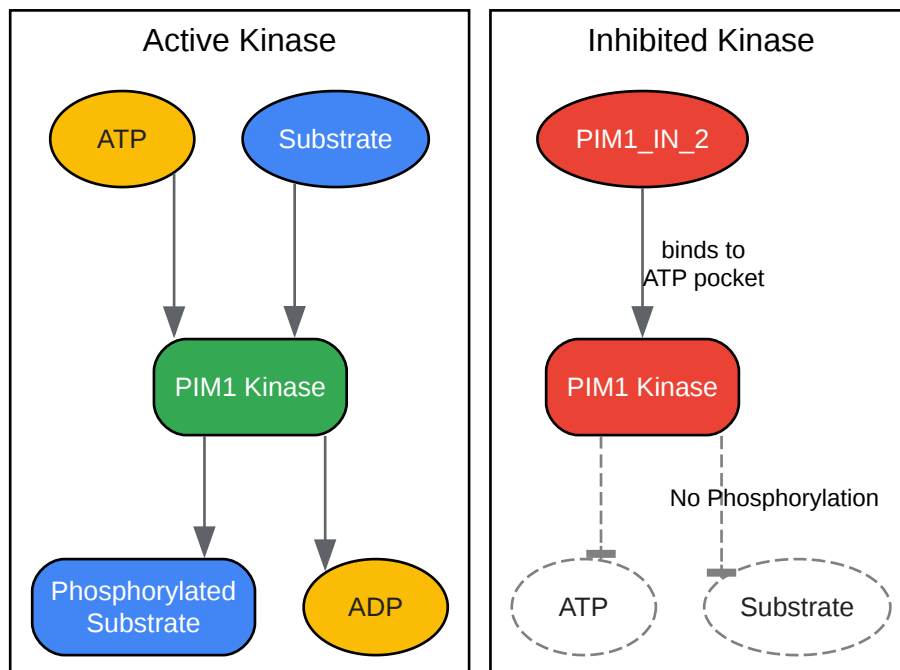 Active Kinase
ATP
Substrate
PIM1 Kinase
Phosphorylated
Substrate
ADP
Inhibited Kinase
PIM1_IN_2
binds to
ATP pocket
PIM1 Kinase
No Phosphorylation
ATP
Substrate